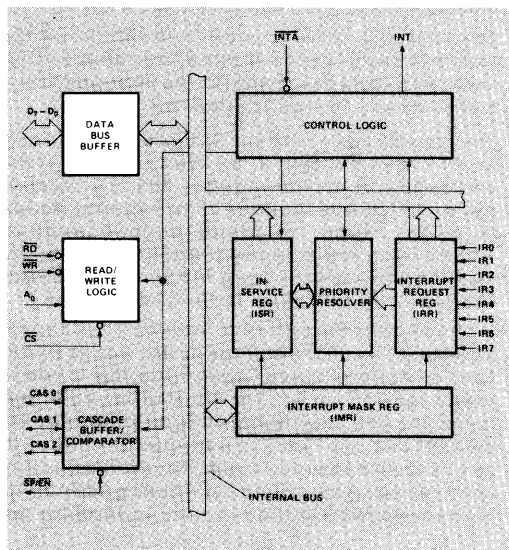 INTA
INT
D7 – D0
DATA
BUS
BUFFER
CONTROL LOGIC
RD
WR
A0
CS
READ/
WRITE
LOGIC
IN-
SERVICE
REG
(ISR)
PRIORITY
RESOLVER
INTERRUPT
REQUEST
REG
(IRR)
IR0
IR1
IR2
IR3
IR4
IR5
IR6
IR7
CAS 0
CAS 1
CAS 2
CASCADE
BUFFER/
COMPARATOR
SP/EN
INTERRUPT MASK REG
(IMR)
INTERNAL BUS